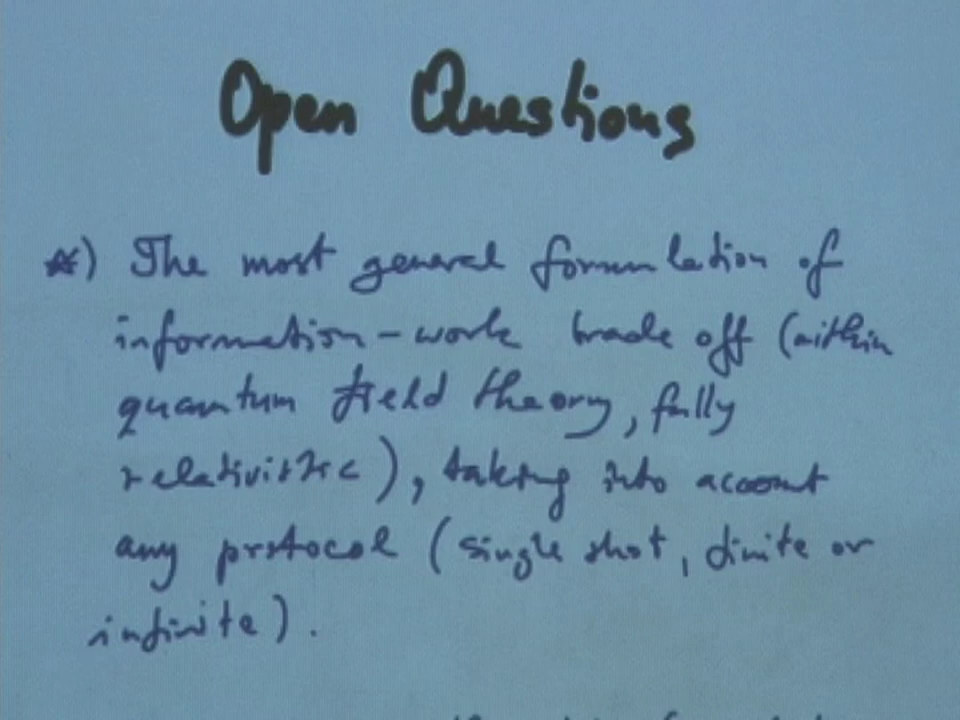 Open Questions
*) The most general formulation of
information-work trade off (within
quantum field theory, fully
relativistic), taking into account
any protocol (single shot, finite or
infinite).